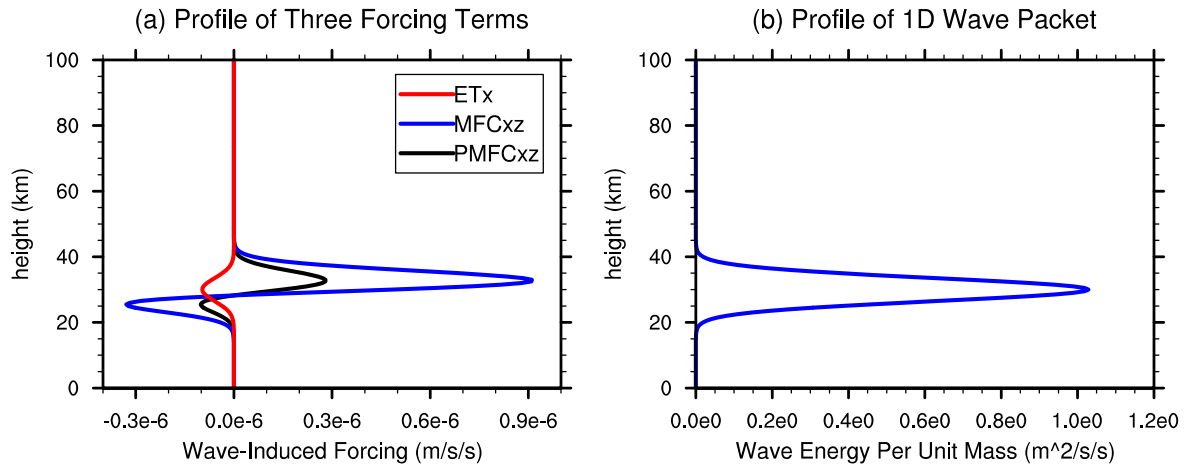 (a) Profile of Three Forcing Terms
100
80
60
40
20
0
height (km)
ETx
MFCxz
PMFCxz
-0.3e-6 0.0e-6 0.3e-6 0.6e-6 0.9e-6
Wave-Induced Forcing (m/s/s)
(b) Profile of 1D Wave Packet
100
80
60
40
20
0
height (km)
0.0e0 0.2e0 0.4e0 0.6e0 0.8e0 1.0e0 1.2e0
Wave Energy Per Unit Mass (m^2/s/s)